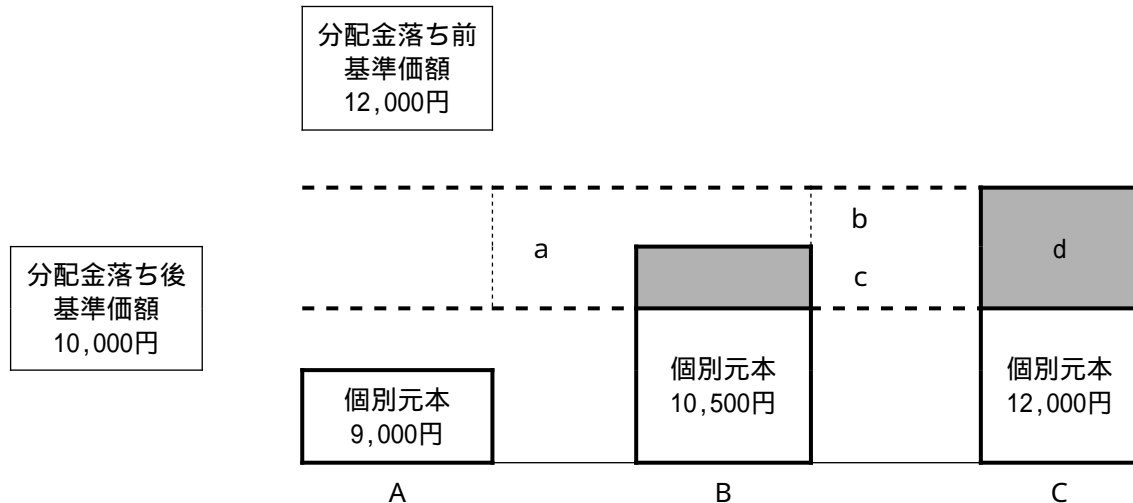 分配金落ち前
基準価額
12,000円
b
a
d
c
分配金落ち後
基準価額
10,000円
個別元本
9,000円
個別元本
10,500円
個別元本
12,000円
A
B
C